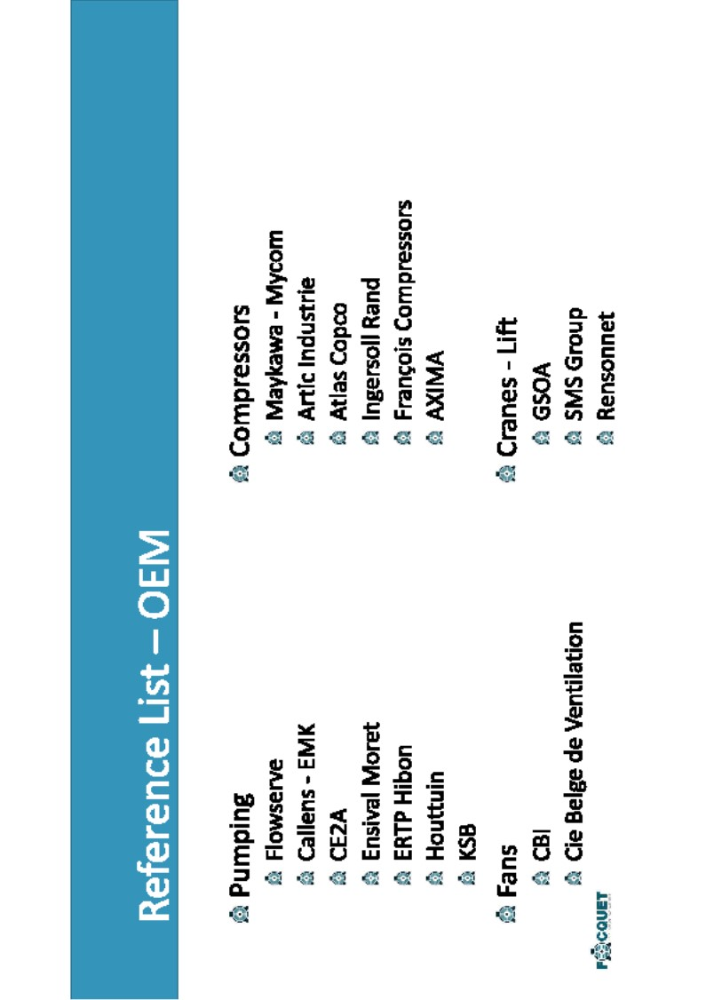 Reference List – OEM
Pumping
Flowserve
Callens - EMK
CE2A
Ensival Moret
ERTP Hibon
Houttuin
KSB
Fans
CBI
Cie Belge de Ventilation
Compressors
Maykawa - Mycom
Artic Industrie
Atlas Copco
Ingersoll Rand
François Compressors
AXIMA
Cranes - Lift
GSOA
SMS Group
Rensonnet
FOCQUET